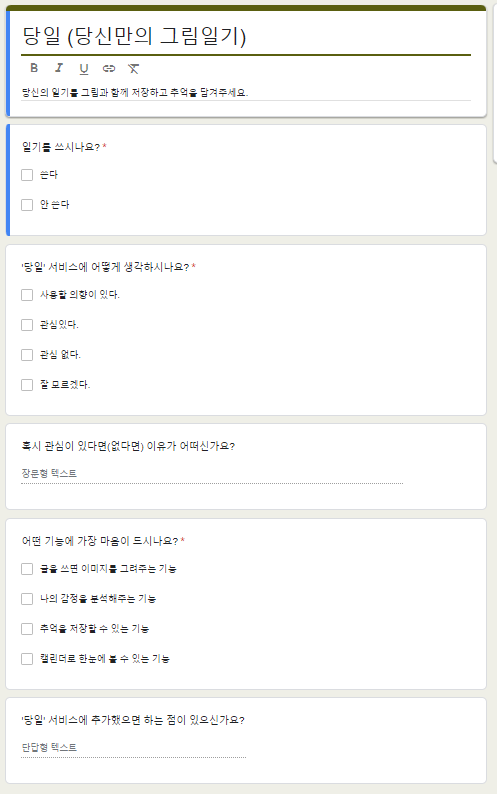 당일 (당신만의 그림일기)
B I U
당신의 일기를 그림과 함께 저장하고 추억을 담겨주세요.
일기를 쓰시나요? *
쓴다
안 쓴다
'당일' 서비스에 어떻게 생각하시나요? *
사용할 의향이 있다.
관심있다.
관심 없다.
잘 모르겠다.
혹시 관심이 있다면(없다면) 이유가 어떠신가요?
장문형 텍스트
어떤 기능에 가장 마음이 드시나요? *
글을 쓰면 이미지를 그려주는 기능
나의 감정을 분석해주는 기능
추억을 저장할 수 있는 기능
캘린더로 한눈에 볼 수 있는 기능
'당일' 서비스에 추가했으면 하는 점이 있으신가요?
단답형 텍스트